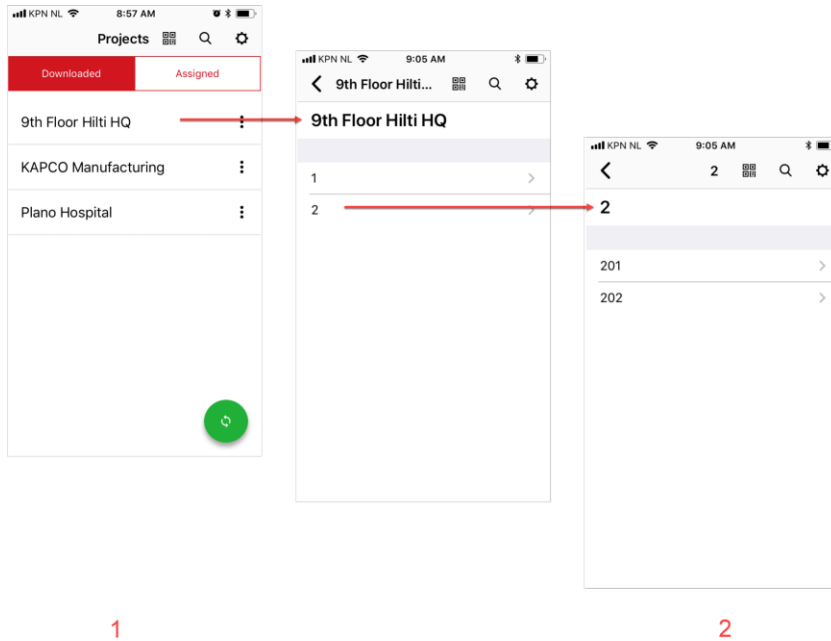 KPN NL 8:57 AM
Projects
Downloaded Assigned
9th Floor Hilti HQ
KAPCO Manufacturing
Plano Hospital
KPN NL 9:05 AM
9th Floor Hilti...
9th Floor Hilti HQ
1
2
KPN NL 9:05 AM
2
2
201
202
1
2